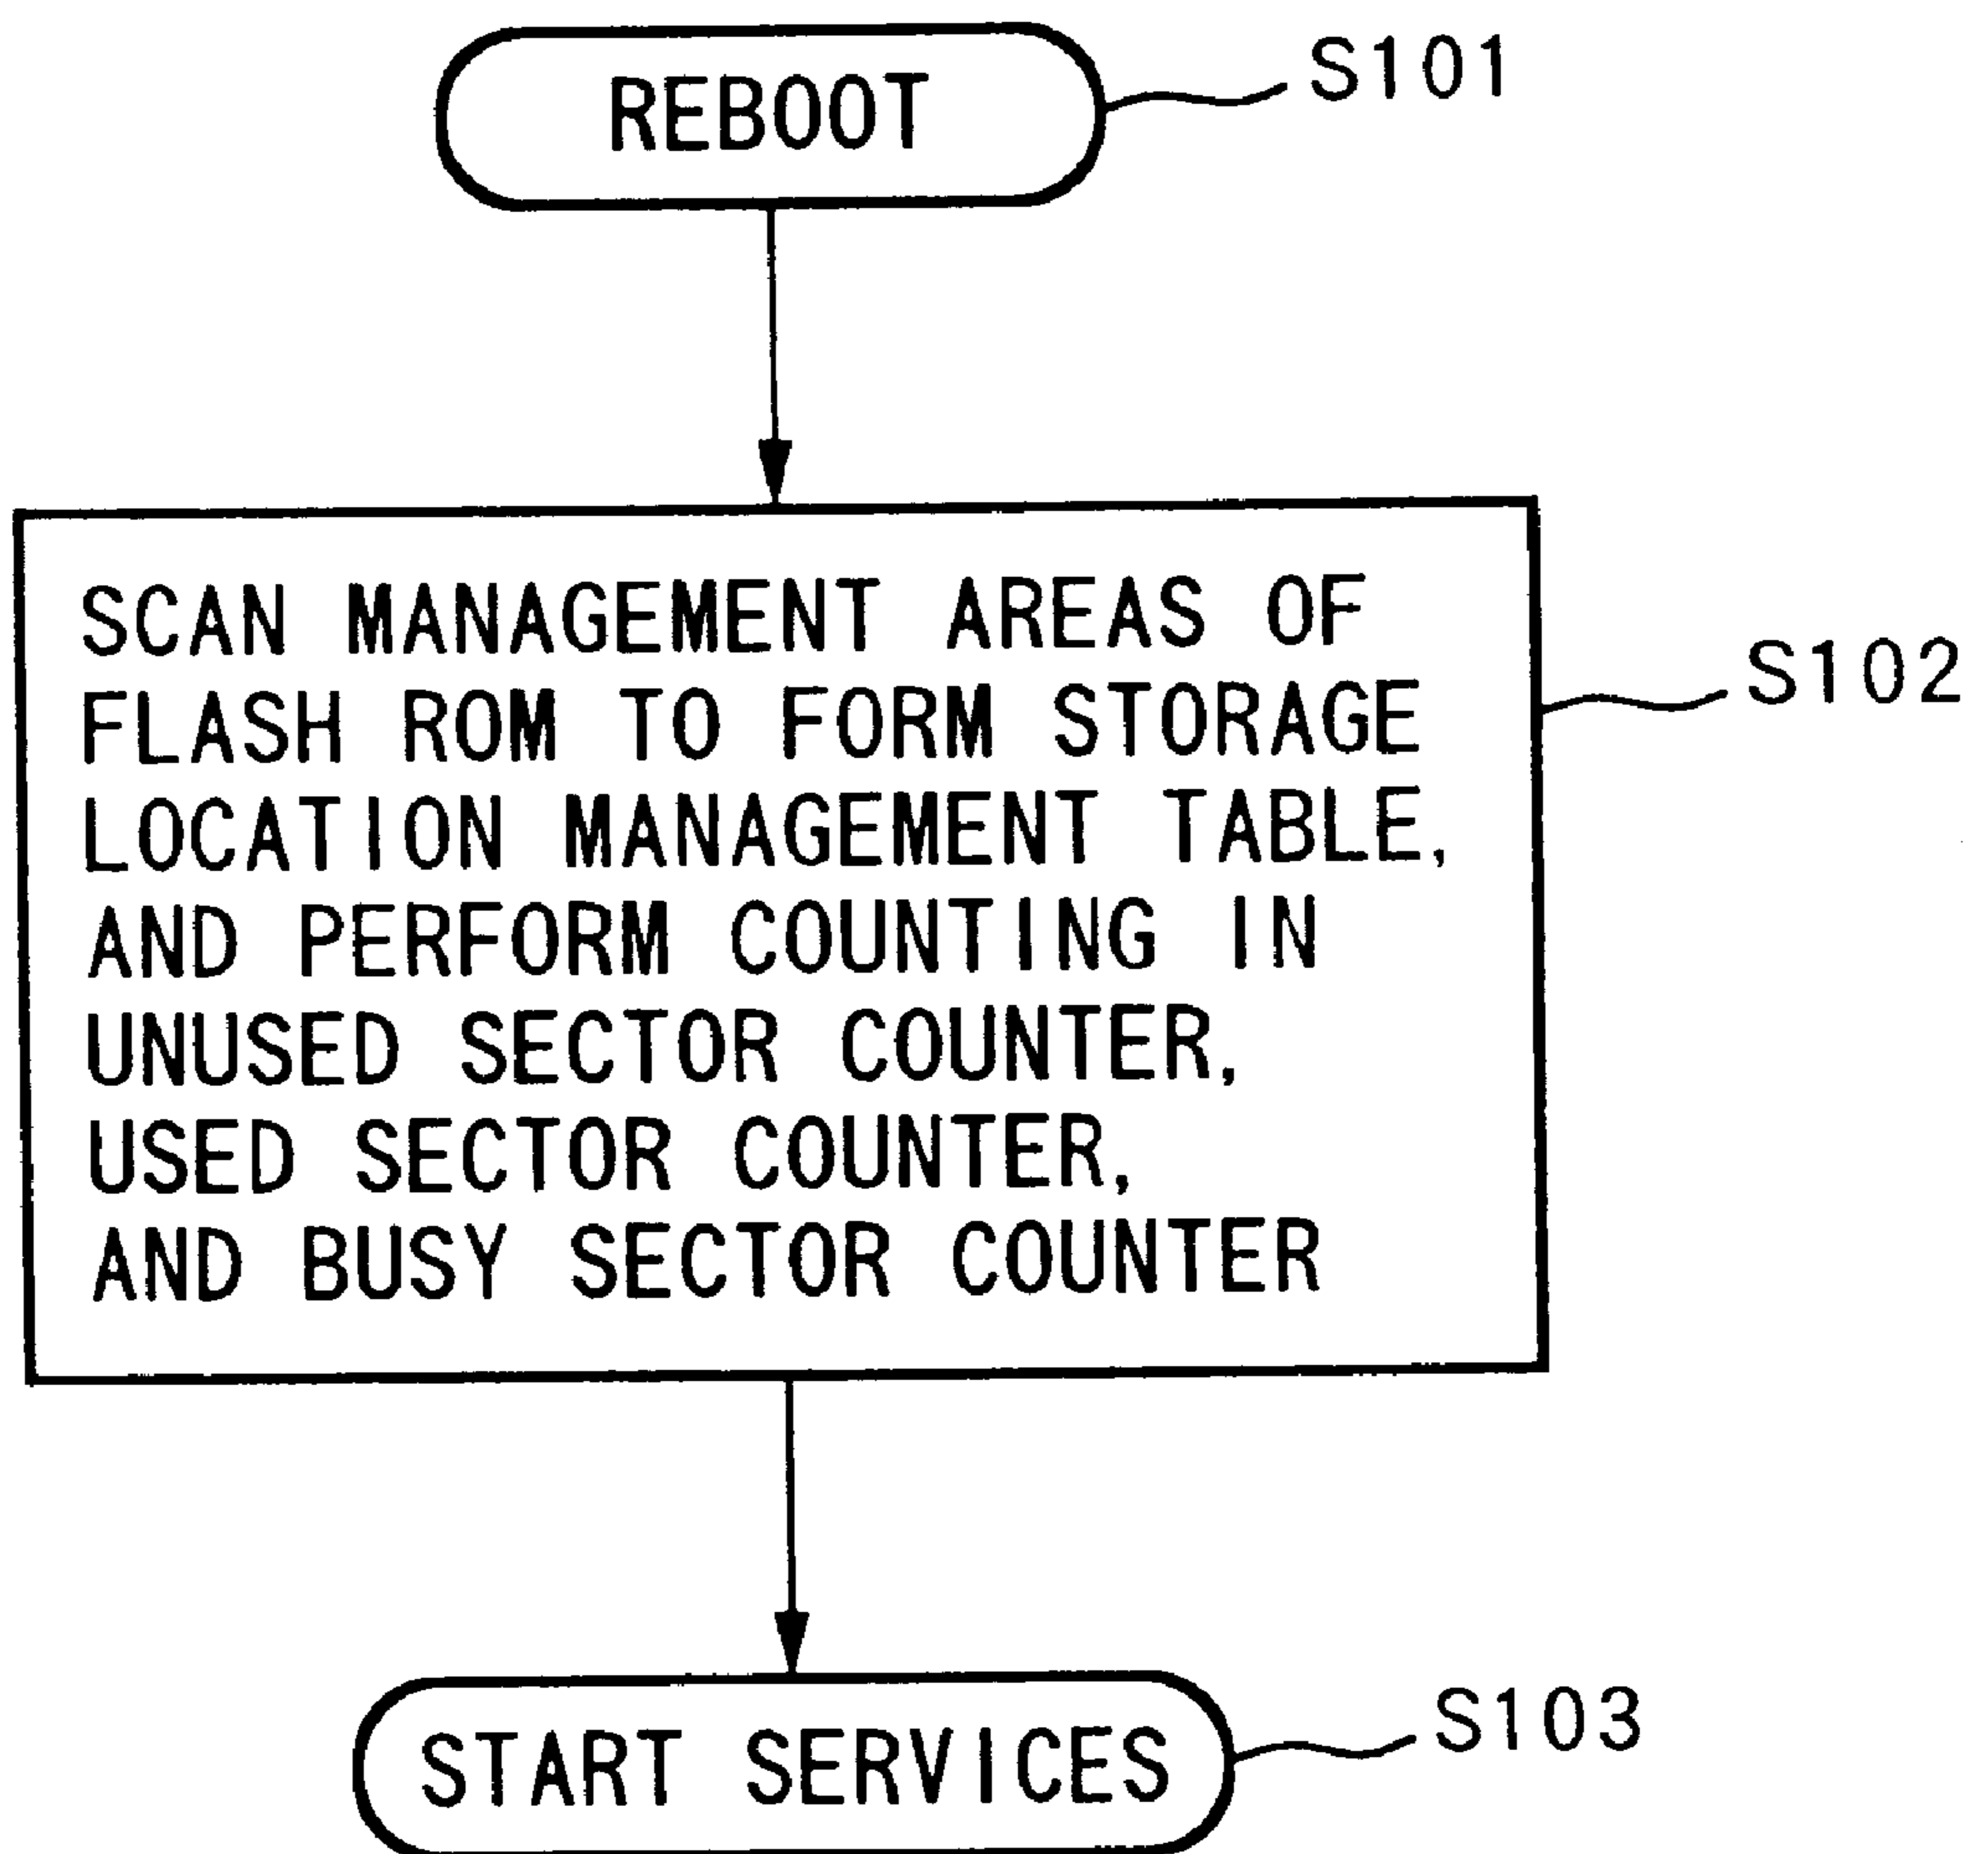 REBOOT
S101
SCAN MANAGEMENT AREAS OF
FLASH ROM TO FORM STORAGE
LOCATION MANAGEMENT TABLE,
AND PERFORM COUNTING IN
UNUSED SECTOR COUNTER,
USED SECTOR COUNTER,
AND BUSY SECTOR COUNTER
S102
START SERVICES
S103